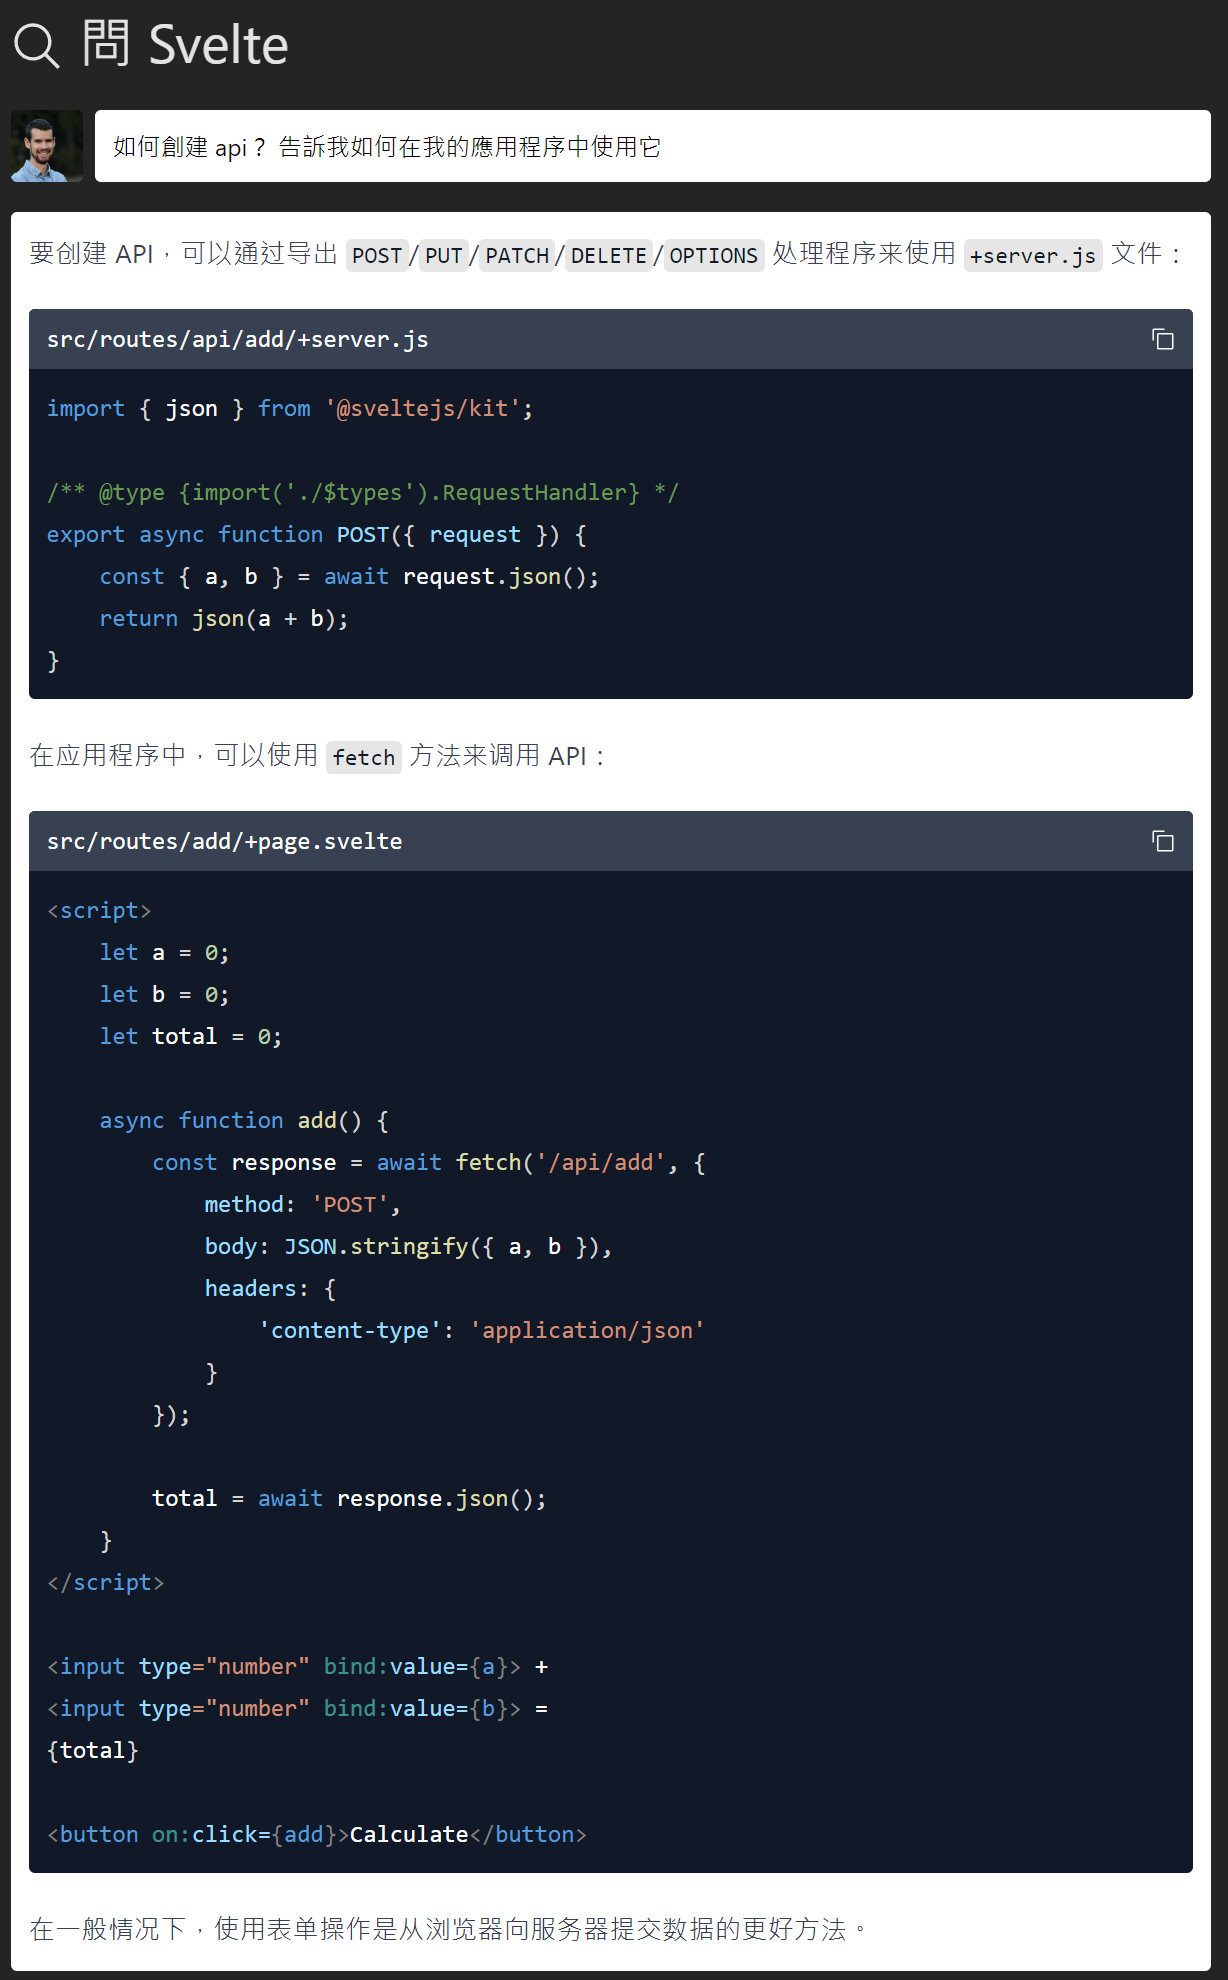 問 Svelte
如何創建 api？ 告訴我如何在我的應用程序中使用它
要创建 API，可以通过导出 POST/PUT/PATCH/DELETE/OPTIONS 处理程序来使用 +server.js 文件：
src/routes/api/add/+server.js
import { json } from '@sveltejs/kit';
/** @type {import('./$types').RequestHandler} */
export async function POST({ request }) {
    const { a, b } = await request.json();
    return json(a + b);
}
在应用程序中，可以使用 fetch 方法来调用 API：
src/routes/add/+page.svelte
<script>
    let a = 0;
    let b = 0;
    let total = 0;
    async function add() {
        const response = await fetch('/api/add', {
            method: 'POST',
            body: JSON.stringify({ a, b }),
            headers: {
                'content-type': 'application/json'
            }
        });
        total = await response.json();
    }
</script>
<input type="number" bind:value={a}> +
<input type="number" bind:value={b}> =
{total}
<button on:click={add}>Calculate</button>
在一般情况下，使用表单操作是从浏览器向服务器提交数据的更好方法。